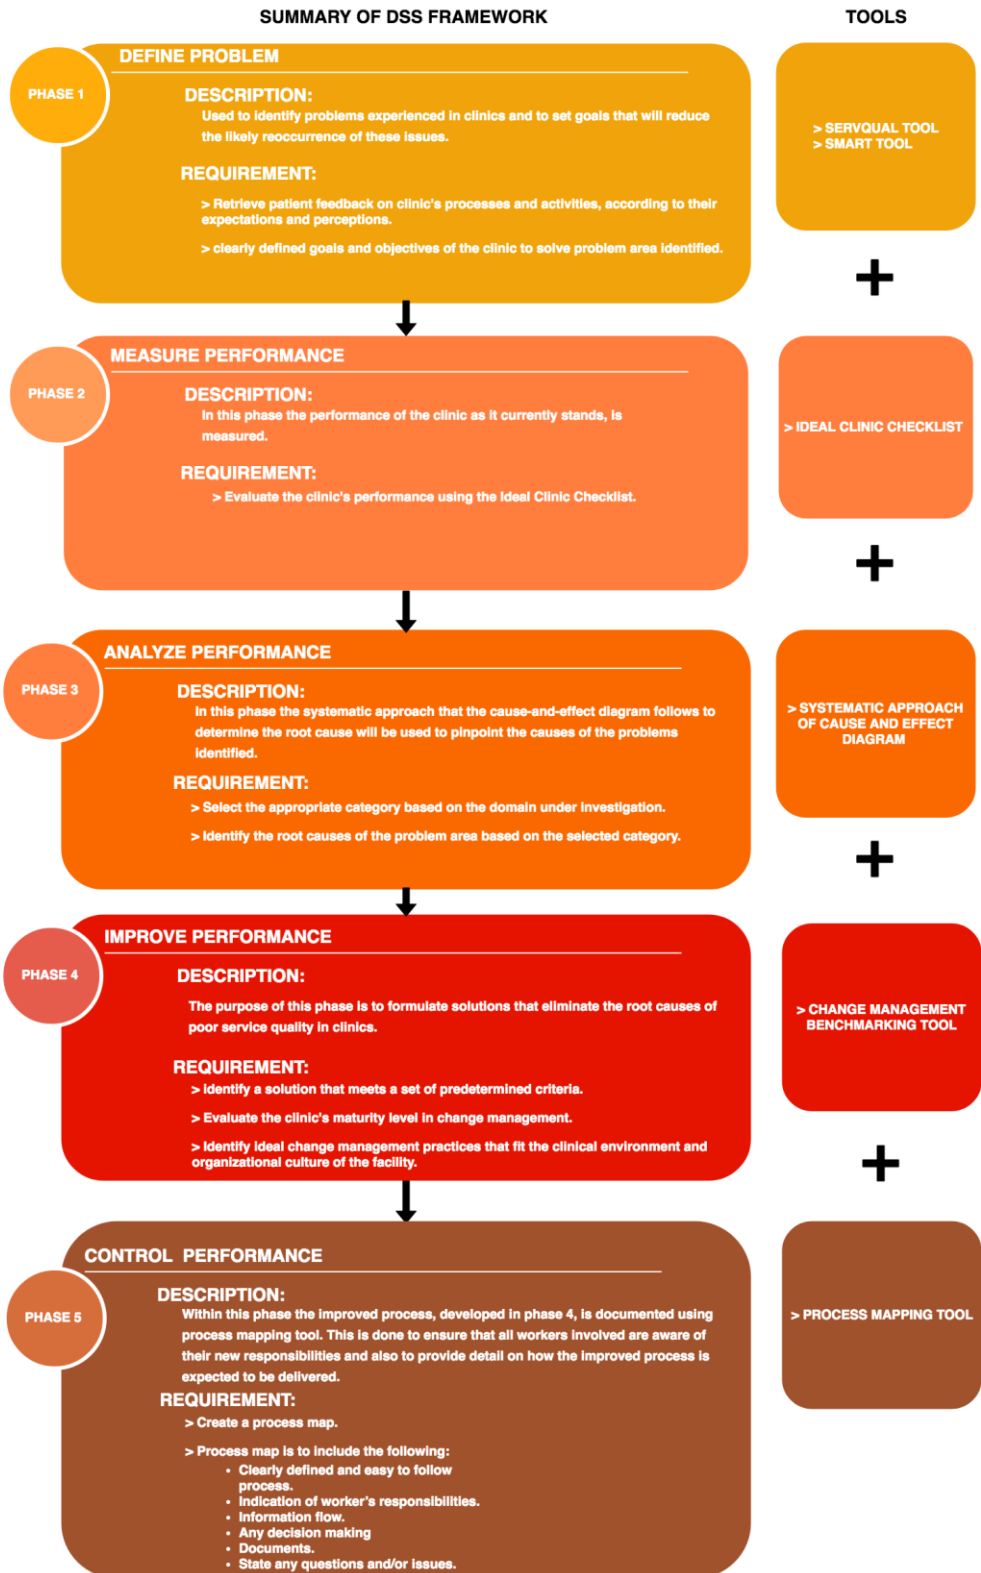 SUMMARY OF DSS FRAMEWORK
TOOLS
PHASE 1
DEFINE PROBLEM
DESCRIPTION:
Used to identify problems experienced in clinics and to set goals that will reduce
the likely reoccurrence of these issues.
REQUIREMENT:
> Retrieve patient feedback on clinic's processes and activities, according to their
expectations and perceptions.
> clearly defined goals and objectives of the clinic to solve problem area identified.
> SERVQUAL TOOL
> SMART TOOL
+
PHASE 2
MEASURE PERFORMANCE
DESCRIPTION:
In this phase the performance of the clinic as it currently stands, is
measured.
REQUIREMENT:
> Evaluate the clinic's performance using the Ideal Clinic Checklist.
> IDEAL CLINIC CHECKLIST
+
PHASE 3
ANALYZE PERFORMANCE
DESCRIPTION:
In this phase the systematic approach that the cause-and-effect diagram follows to
determine the root cause will be used to pinpoint the causes of the problems
identified.
REQUIREMENT:
> Select the appropriate category based on the domain under investigation.
> Identify the root causes of the problem area based on the selected category.
> SYSTEMATIC APPROACH
OF CAUSE AND EFFECT
DIAGRAM
+
PHASE 4
IMPROVE PERFORMANCE
DESCRIPTION:
The purpose of this phase is to formulate solutions that eliminate the root causes of
poor service quality in clinics.
REQUIREMENT:
> identify a solution that meets a set of predetermined criteria.
> Evaluate the clinic's maturity level in change management.
> Identify ideal change management practices that fit the clinical environment and
organizational culture of the facility.
> CHANGE MANAGEMENT
BENCHMARKING TOOL
+
PHASE 5
CONTROL PERFORMANCE
DESCRIPTION:
Within this phase the improved process, developed in phase 4, is documented using
process mapping tool. This is done to ensure that all workers involved are aware of
their new responsibilities and also to provide detail on how the improved process is
expected to be delivered.
REQUIREMENT:
> Create a process map.
> Process map is to include the following:
• Clearly defined and easy to follow
process.
• Indication of worker's responsibilities.
• Information flow.
• Any decision making
• Documents.
• State any questions and/or issues.
> PROCESS MAPPING TOOL